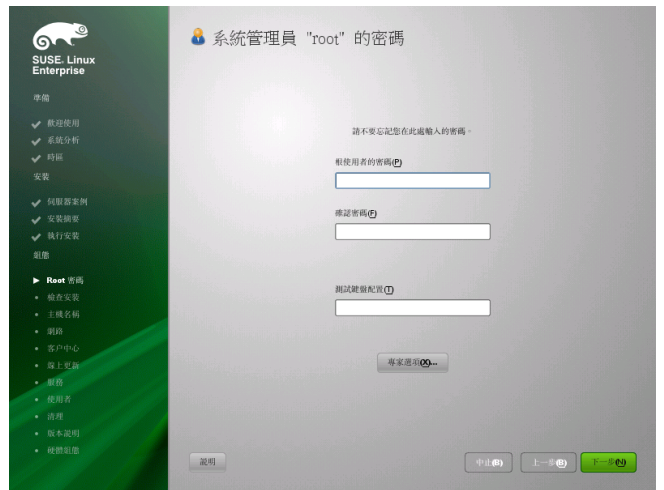 SUSE. Linux
Enterprise
準備
歡迎使用
系統分析
時區
安裝
伺服器案例
安裝摘要
執行安裝
組態
Root 密碼
檢查安裝
主機名稱
網路
客戶中心
線上更新
服務
使用者
清理
版本說明
硬體組態
系統管理員 "root" 的密碼
請不要忘記您在此處輸入的密碼。
根使用者的密碼(P)
確認密碼(F)
測試鍵盤配置(T)
專家選項(X)...
說明
中止(R)
上一步(B)
下一步(N)